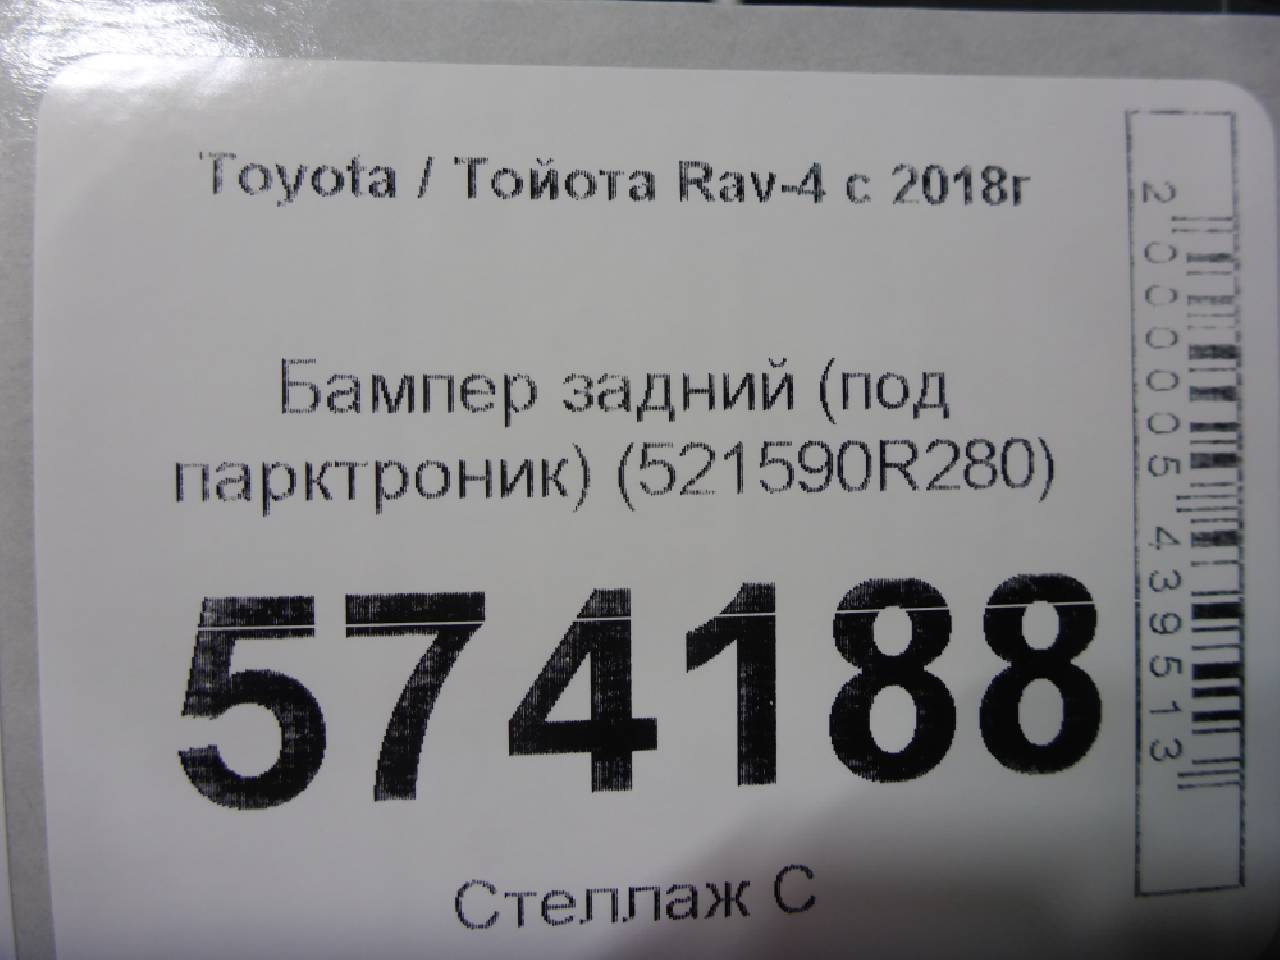 Toyota / Тойота Rav-4 с 2018г
Бампер задний (под
парктроник) (521590R280)
574188
Стеллаж С
2000005439513